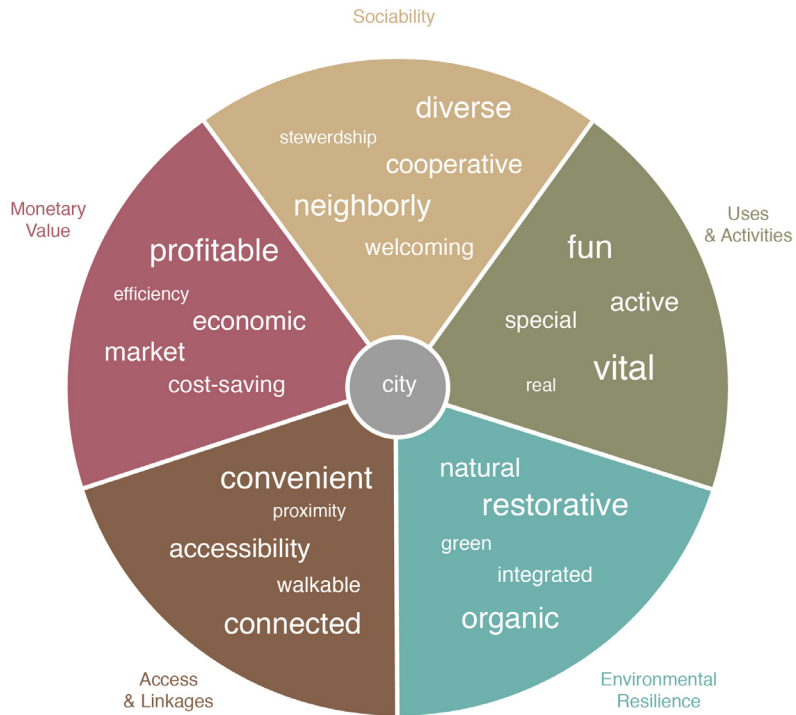 Sociability
diverse
stewerdship
cooperative
neighborly
welcoming
Monetary
Value
profitable
efficiency
economic
market
cost-saving
Uses
& Activities
fun
active
special
vital
real
city
convenient
proximity
accessibility
walkable
connected
Access
& Linkages
natural
restorative
green
integrated
organic
Environmental
Resilience